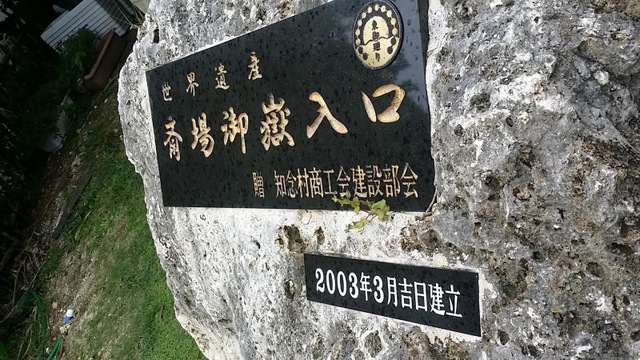 世界遺産
斎場御嶽入口
贈 知念村商工会建設部会
2003年3月吉日建立